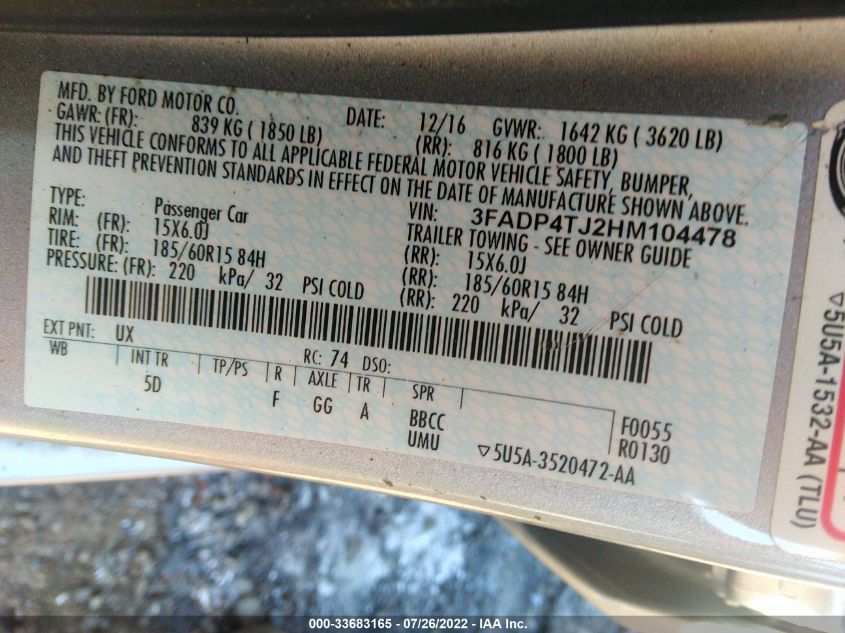 MFD. BY FORD MOTOR CO.
DATE: 12/16 GVWR: 1642 KG ( 3620 LB)
GAWR: (FR): 839 KG ( 1850 LB) (RR): 816 KG ( 1800 LB)
THIS VEHICLE CONFORMS TO ALL APPLICABLE FEDERAL MOTOR VEHICLE SAFETY, BUMPER,
AND THEFT PREVENTION STANDARDS IN EFFECT ON THE DATE OF MANUFACTURE SHOWN ABOVE.
VIN: 3FADP4TJ2HM104478
TYPE: Passenger Car TRAILER TOWING - SEE OWNER GUIDE
RIM: (FR): 15X6.0J (RR): 15X6.0J
TIRE: (FR): 185/60R15 84H (RR): 185/60R15 84H
PRESSURE: (FR): 220 kPa/ 32 PSI COLD (RR): 220 kPa/ 32 PSI COLD
EXT PNT: UX RC: 74 DSO:
WB INT TR TP/PS R AXLE TR SPR
5D F GG A BBCC F0055
UMU R0130
▽5U5A-3520472-AA
▽5U5A-1532-AA (TLU)
000-33683165 - 07/26/2022 - IAA Inc.